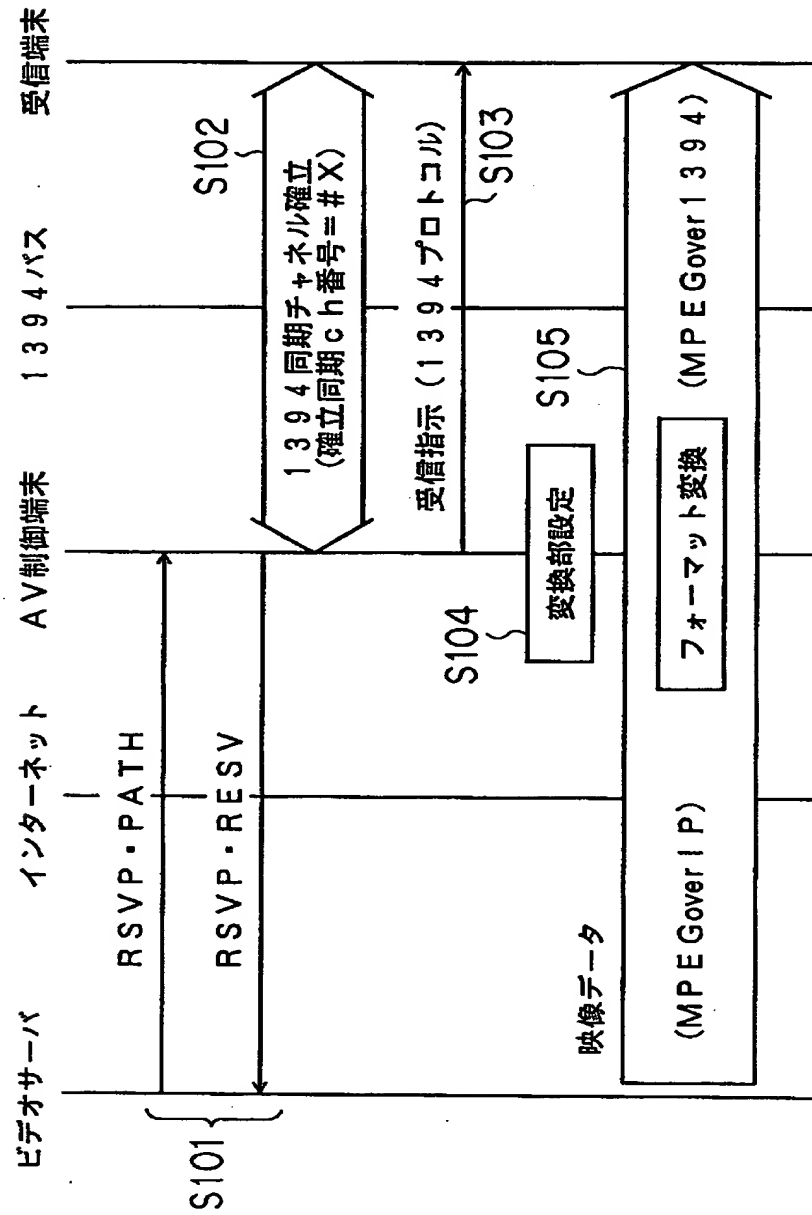 ビデオサーバ
インターネット
AV制御端末
1394バス
受信端末
S101
RSVP・PATH
RSVP・RESV
S102
1394同期チャネル確立
(確立同期ch番号=#X)
受信指示(1394プロトコル)
S103
S104
変換部設定
S105
映像データ
(MPEGoverIP)
フォーマット変換
(MPEGover1394)